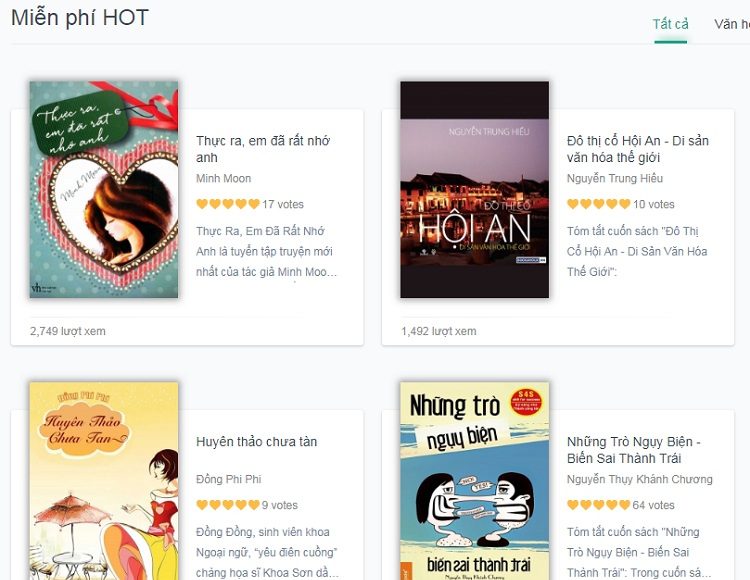 Miễn phí HOT
Tất cả
Văn h
Thực ra,
em đã rất
nhớ anh
Minh Moon
Thực ra, em đã rất nhớ
anh
Minh Moon
17 votes
Thực Ra, Em Đã Rất Nhớ
Anh là tuyển tập truyện mới
nhất của tác giả Minh Moo...
2,749 lượt xem
NGUYỄN TRUNG HIẾU
ĐÔ THỊ CỔ
HỘI AN
DI SẢN VĂN HÓA THẾ GIỚI
Đô thị cổ Hội An - Di sản
văn hóa thế giới
Nguyễn Trung Hiếu
10 votes
Tóm tắt cuốn sách "Đô Thị
Cổ Hội An - Di Sản Văn Hóa
Thế Giới":
1,492 lượt xem
ĐỒNG PHI PHI
Huyên Thảo
Chưa Tan
Huyên thảo chưa tàn
Đồng Phi Phi
9 votes
Đồng Đồng, sinh viên khoa
Ngoại ngữ, "yêu điên cuồng"
chàng họa sĩ Khoa Sơn dầ...
Những trò
ngụy biện
S4S
YES!
biến sai thành trái
Nguyễn Thụy Khánh Chương
Những Trò Ngụy Biện -
Biến Sai Thành Trái
Nguyễn Thụy Khánh Chương
64 votes
Tóm tắt cuốn sách "Những
Trò Ngụy Biện - Biến Sai
Thành Trái": Trong cuốn sá...